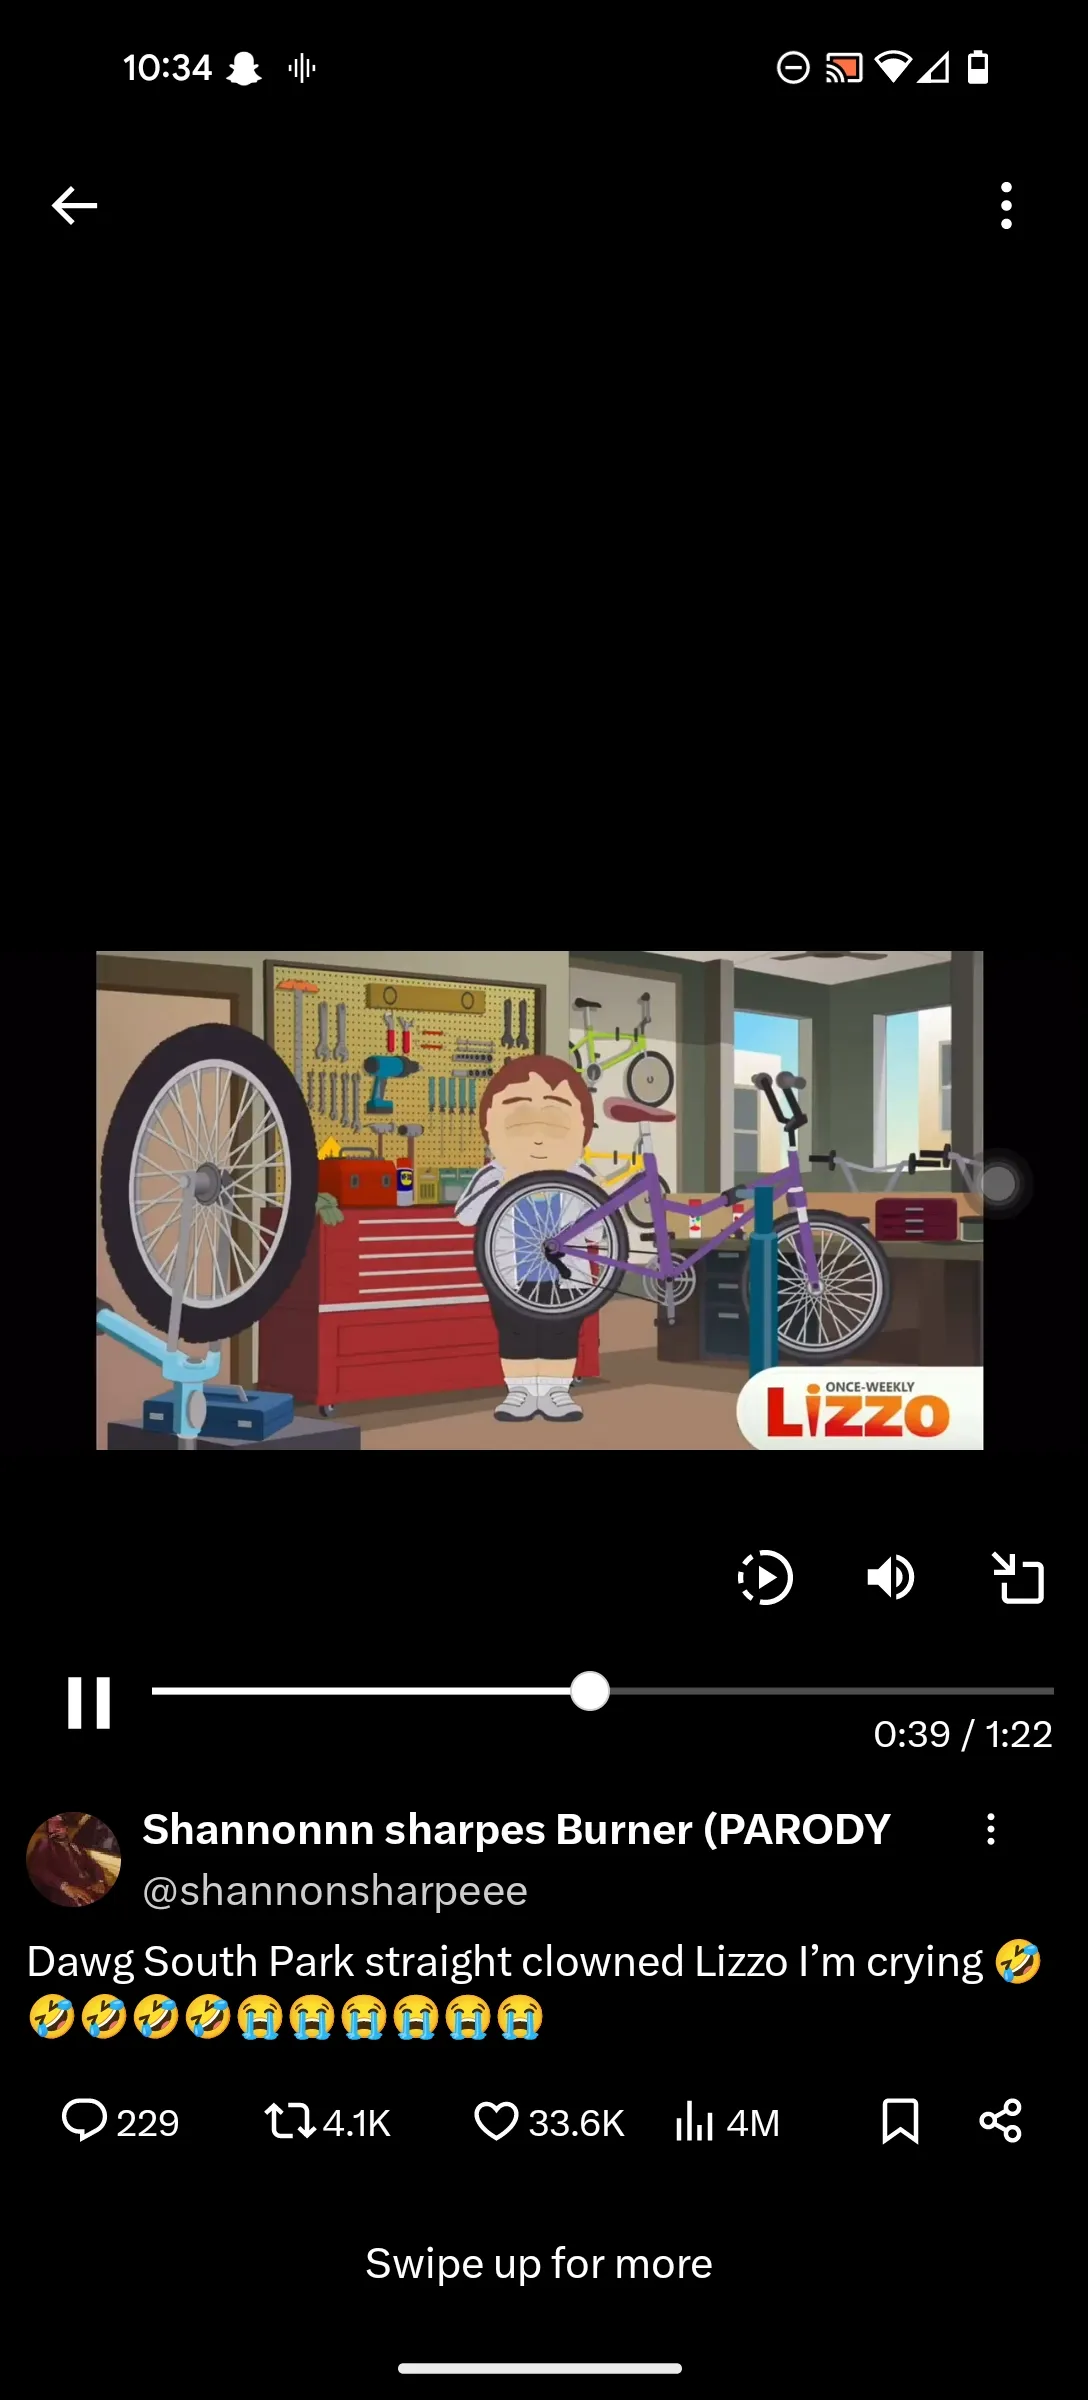 10:34
ONCE-WEEKLY
Lizzo
0:39 / 1:22
Shannonnn sharpes Burner (PARODY
@shannonsharpeee
Dawg South Park straight clowned Lizzo I’m crying 🤣
🤣🤣🤣🤣😭😭😭😭😭😭
229 4.1K 33.6K 4M
Swipe up for more